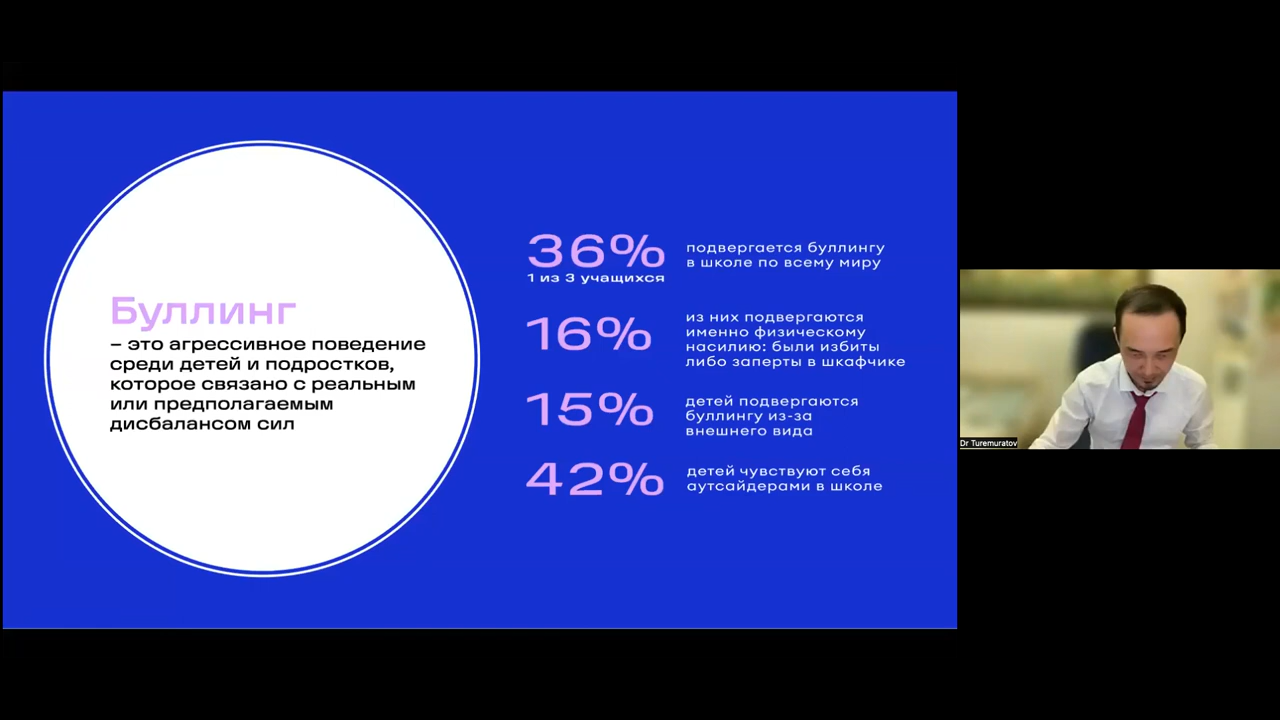 Буллинг
– это агрессивное поведение
среди детей и подростков,
которое связано с реальным
или предполагаемым
дисбалансом сил
36%
1 из 3 учащихся
подвергается буллингу
в школе по всему миру
16%
из них подвергаются
именно физическому
насилию: были избиты
либо заперты в шкафчике
15%
детей подвергаются
буллингу из-за
внешнего вида
42%
детей чувствуют себя
аутсайдерами в школе
Dr Turemuratov